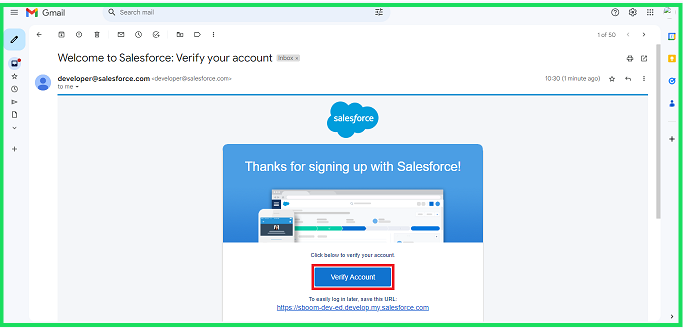 Gmail
Search mail
1 of 50
Welcome to Salesforce: Verify your account Inbox ×
developer@salesforce.com <developer@salesforce.com>
10:30 (1 minute ago)
to me
salesforce
Thanks for signing up with Salesforce!
Click below to verify your account.
Verify Account
To easily log in later, save this URL:
https://sboom-dev-ed.develop.my.salesforce.com